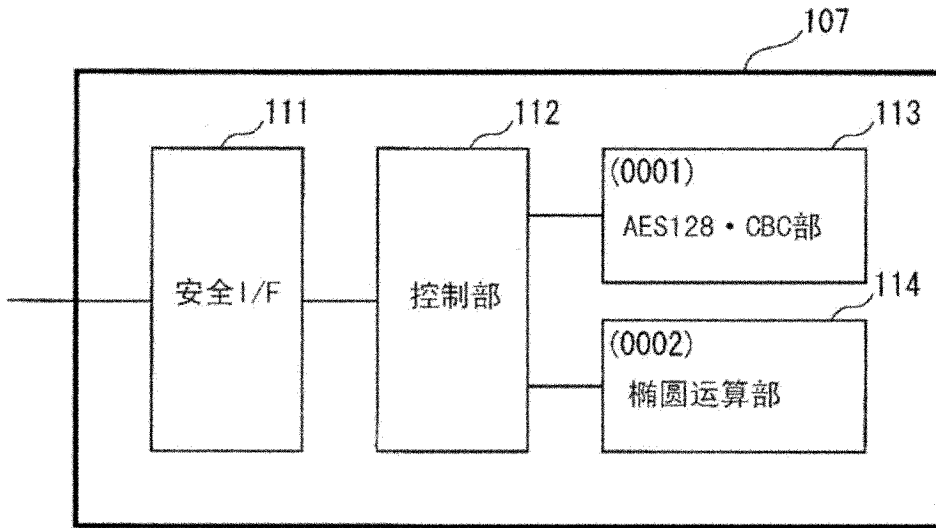 107
111
112
113
(0001)
AES128・CBC部
安全I/F
控制部
114
(0002)
椭圆运算部